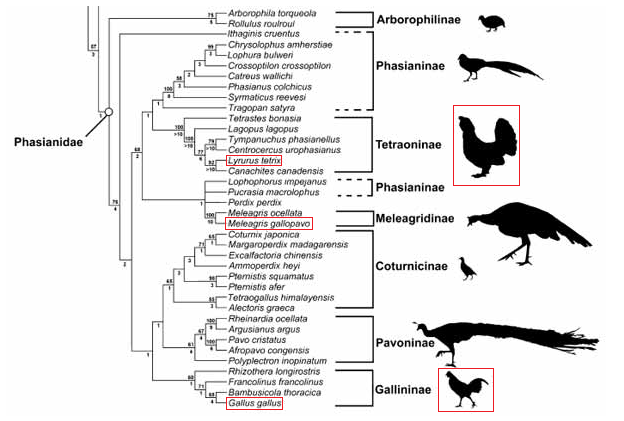 Arborophila torqueola
Rollulus roulroul
Arborophilinae
Ithaginis cruentus
Chrysolophus amherstiae
Lophura bulweri
Crossoptilon crossoptilon
Catreus wallichi
Phasianus colchicus
Syrmaticus reevesi
Tragopan satyra
Phasianinae
Phasianidae
Tetrastes bonasia
Lagopus lagopus
Tympanuchus phasianellus
Centrocercus urophasianus
Lyrurus tetrix
Canachites canadensis
Tetraoninae
Lophophorus impejanus
Pucrasia macrolophus
Phasianinae
Perdix perdix
Meleagris ocellata
Meleagris gallopavo
Meleagridinae
Coturnix japonica
Margaroperdix madagarensis
Excalfactoria chinensis
Ammoperdix heyi
Ptemistis squamatus
Ptemistis afer
Tetraogallus himalayensis
Alectoris graeca
Coturnicinae
Rheinardia ocellata
Argusianus argus
Pavo cristatus
Afropavo congensis
Polyplectron inopinatum
Pavoninae
Rhizothera longirostris
Francolinus francolinus
Bambusicola thoracica
Gallus gallus
Gallininae